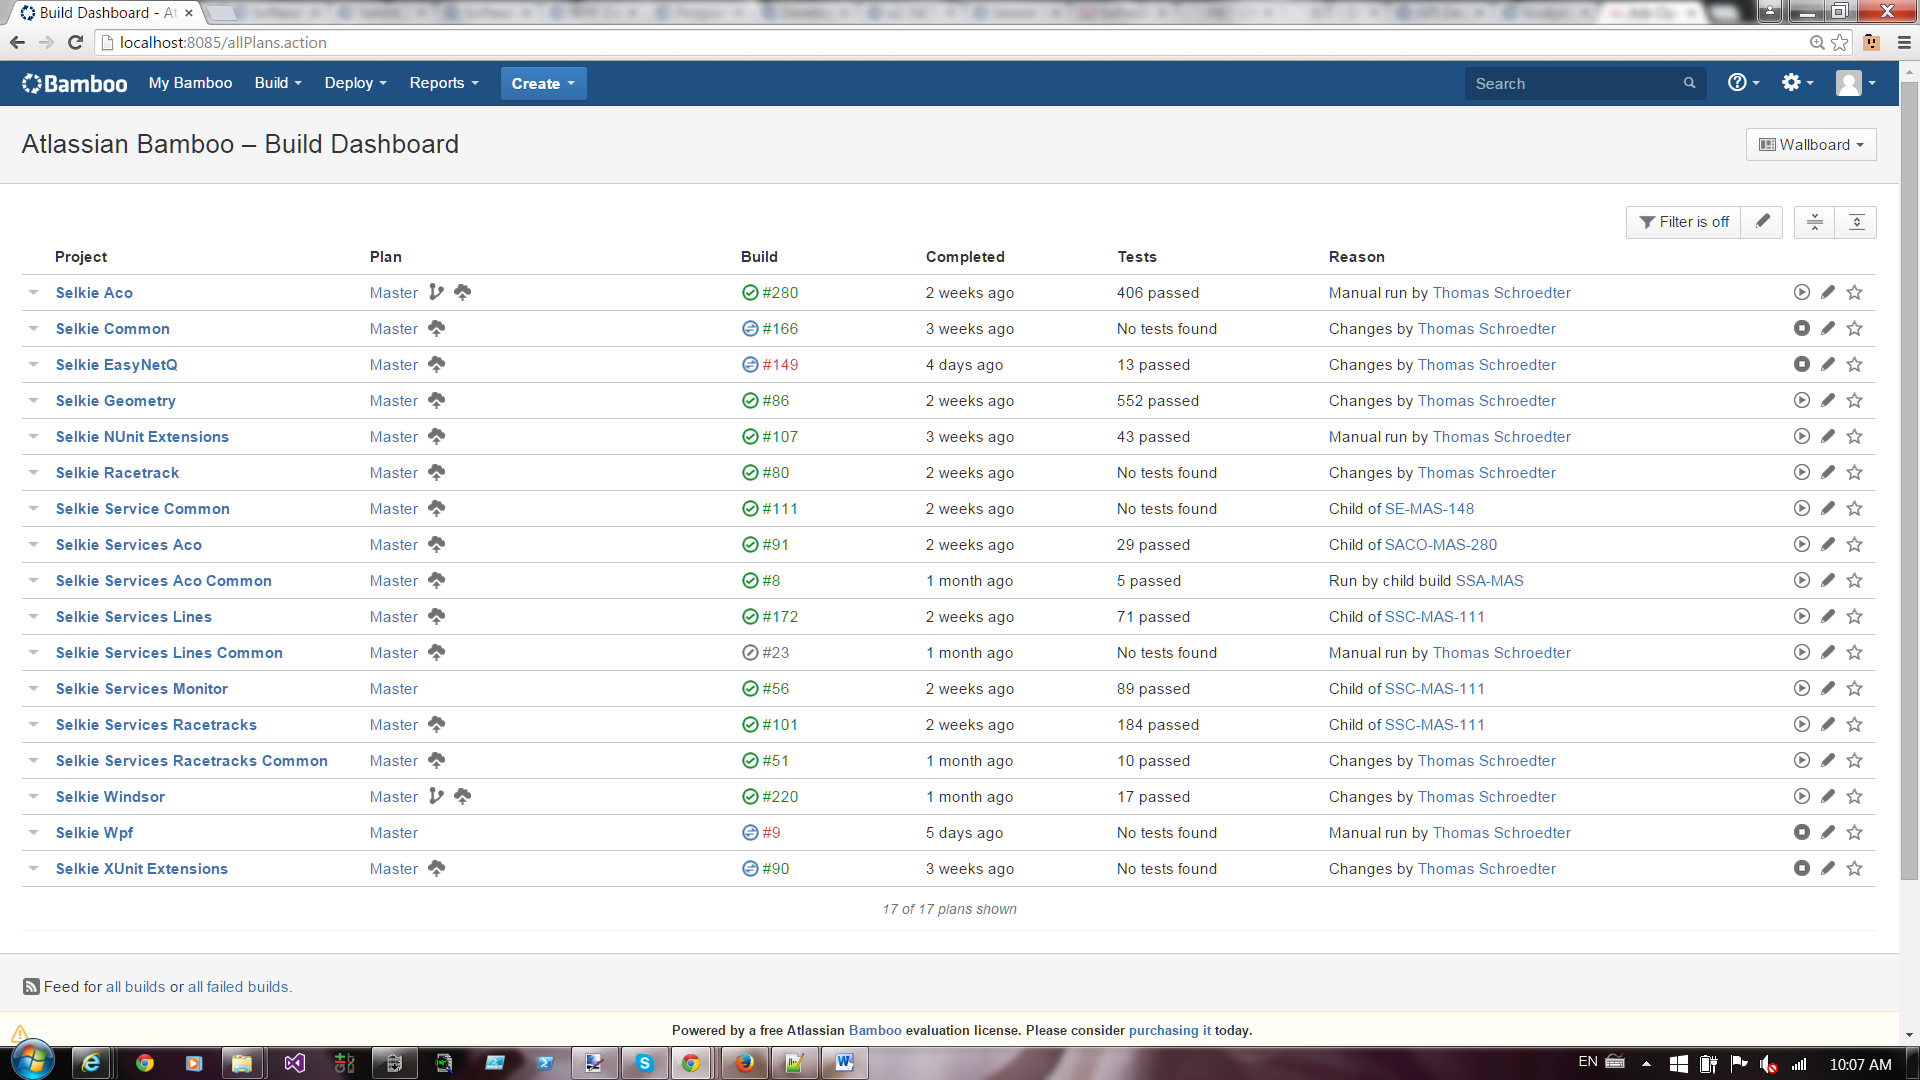 Build Dashboard - At
localhost:8085/allPlans.action
Bamboo My Bamboo Build Deploy Reports Create Search
Atlassian Bamboo – Build Dashboard
Wallboard
Filter is off
Project Plan Build Completed Tests Reason
Selkie Aco Master #280 2 weeks ago 406 passed Manual run by Thomas Schroedter
Selkie Common Master #166 3 weeks ago No tests found Changes by Thomas Schroedter
Selkie EasyNetQ Master #149 4 days ago 13 passed Changes by Thomas Schroedter
Selkie Geometry Master #86 2 weeks ago 552 passed Changes by Thomas Schroedter
Selkie NUnit Extensions Master #107 3 weeks ago 43 passed Manual run by Thomas Schroedter
Selkie Racetrack Master #80 2 weeks ago No tests found Changes by Thomas Schroedter
Selkie Service Common Master #111 2 weeks ago No tests found Child of SE-MAS-148
Selkie Services Aco Master #91 2 weeks ago 29 passed Child of SACO-MAS-280
Selkie Services Aco Common Master #8 1 month ago 5 passed Run by child build SSA-MAS
Selkie Services Lines Master #172 2 weeks ago 71 passed Child of SSC-MAS-111
Selkie Services Lines Common Master #23 1 month ago No tests found Manual run by Thomas Schroedter
Selkie Services Monitor Master #56 2 weeks ago 89 passed Child of SSC-MAS-111
Selkie Services Racetracks Master #101 2 weeks ago 184 passed Child of SSC-MAS-111
Selkie Services Racetracks Common Master #51 1 month ago 10 passed Changes by Thomas Schroedter
Selkie Windsor Master #220 1 month ago 17 passed Changes by Thomas Schroedter
Selkie Wpf Master #9 5 days ago No tests found Manual run by Thomas Schroedter
Selkie XUnit Extensions Master #90 3 weeks ago No tests found Changes by Thomas Schroedter
17 of 17 plans shown
Feed for all builds or all failed builds.
Powered by a free Atlassian Bamboo evaluation license. Please consider purchasing it today.
EN 10:07 AM